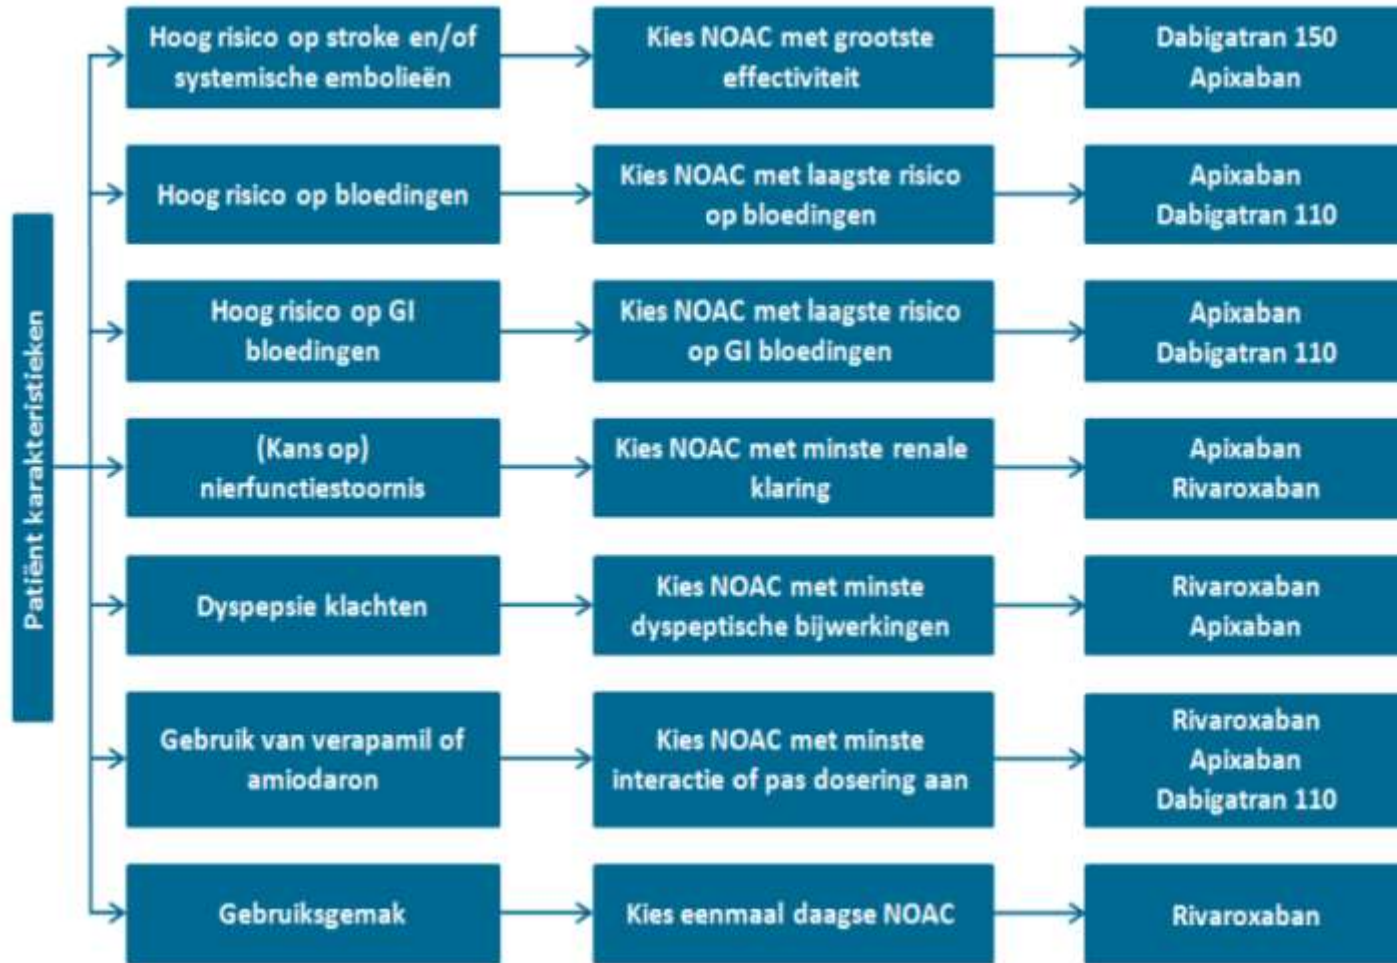 Patiënt karakteristieken
Hoog risico op stroke en/of
systemische embolieën
Kies NOAC met grootste
effectiviteit
Dabigatran 150
Apixaban
Hoog risico op bloedingen
Kies NOAC met laagste risico
op bloedingen
Apixaban
Dabigatran 110
Hoog risico op GI
bloedingen
Kies NOAC met laagste risico
op GI bloedingen
Apixaban
Dabigatran 110
(Kans op)
nierfunctiestoornis
Kies NOAC met minste renale
klaring
Apixaban
Rivaroxaban
Dyspepsie klachten
Kies NOAC met minste
dyspeptische bijwerkingen
Rivaroxaban
Apixaban
Gebruik van verapamil of
amiodaron
Kies NOAC met minste
interactie of pas dosering aan
Rivaroxaban
Apixaban
Dabigatran 110
Gebruiksgemak
Kies eenmaal daagse NOAC
Rivaroxaban